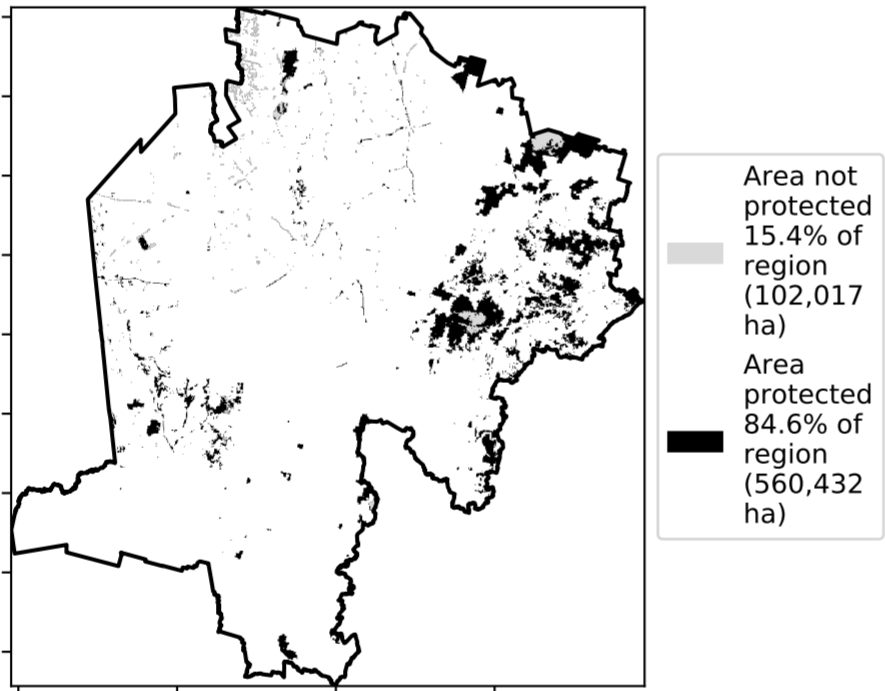 Area not
protected
15.4% of
region
(102,017
ha)
Area
protected
84.6% of
region
(560,432
ha)